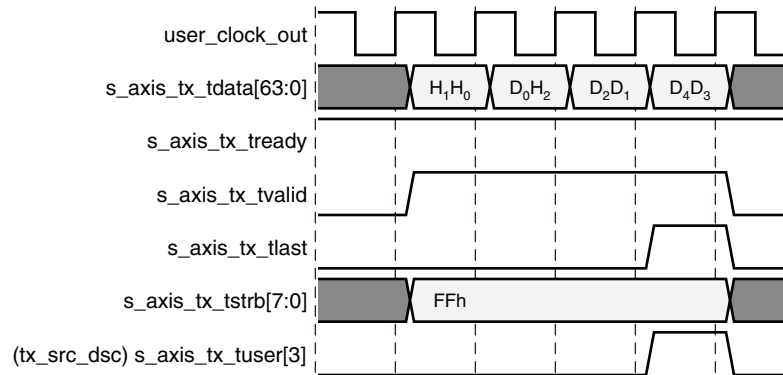 user_clock_out
s_axis_tx_tdata[63:0] H₁H₀ D₀H₂ D₂D₁ D₄D₃
s_axis_tx_tready
s_axis_tx_tvalid
s_axis_tx_tlast
s_axis_tx_tstrb[7:0] FFh
(tx_src_dsc) s_axis_tx_tuser[3]